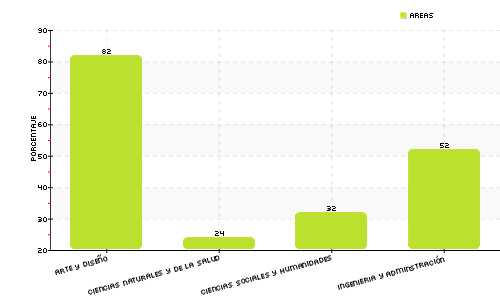 AREAS
PORCENTAJE
90
80
70
60
50
40
30
20
82
24
32
52
ARTE Y DISEÑO
CIENCIAS NATURALES Y DE LA SALUD
CIENCIAS SOCIALES Y HUMANIDADES
INGENIERIA Y ADMINSTRACIÓN